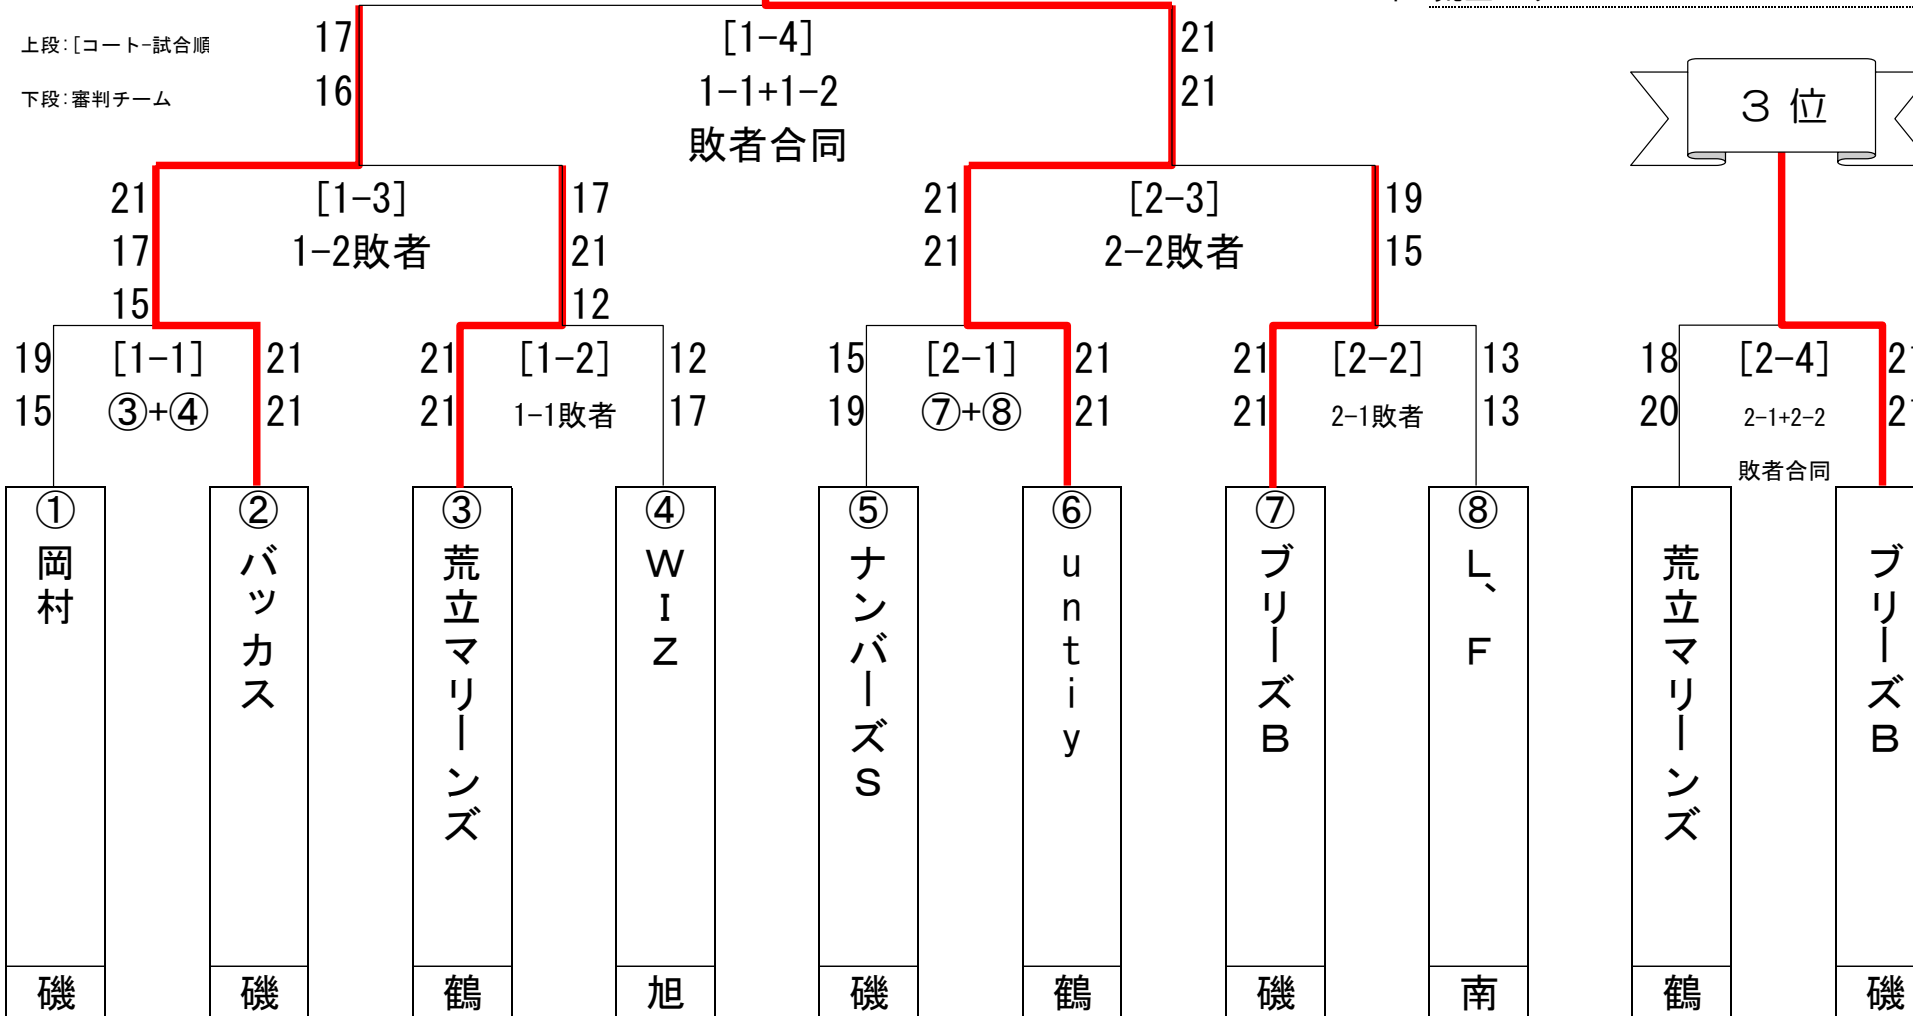 上段:[コート-試合順
下段:審判チーム
17 [1-4] 21
16 1-1+1-2 21
敗者合同
3 位
21 [1-3] 17
17 1-2敗者 21
15 12
21 [2-3] 19
21 2-2敗者 15
19 [1-1] 21
15 ③+④ 21
21 [1-2] 12
21 1-1敗者 17
15 [2-1] 21
19 ⑦+⑧ 21
21 [2-2] 13
21 2-1敗者 13
18 [2-4]
20 2-1+2-2
敗者合同
① 岡村
② バッカス
③ 荒立マリーンズ
④ WIZ
⑤ ナンバーズS
⑥ untiy
⑦ ブリーズB
⑧ L、F
荒立マリーンズ
ブリーズB
磯 磯 鶴 旭 磯 鶴 磯 南 鶴 磯